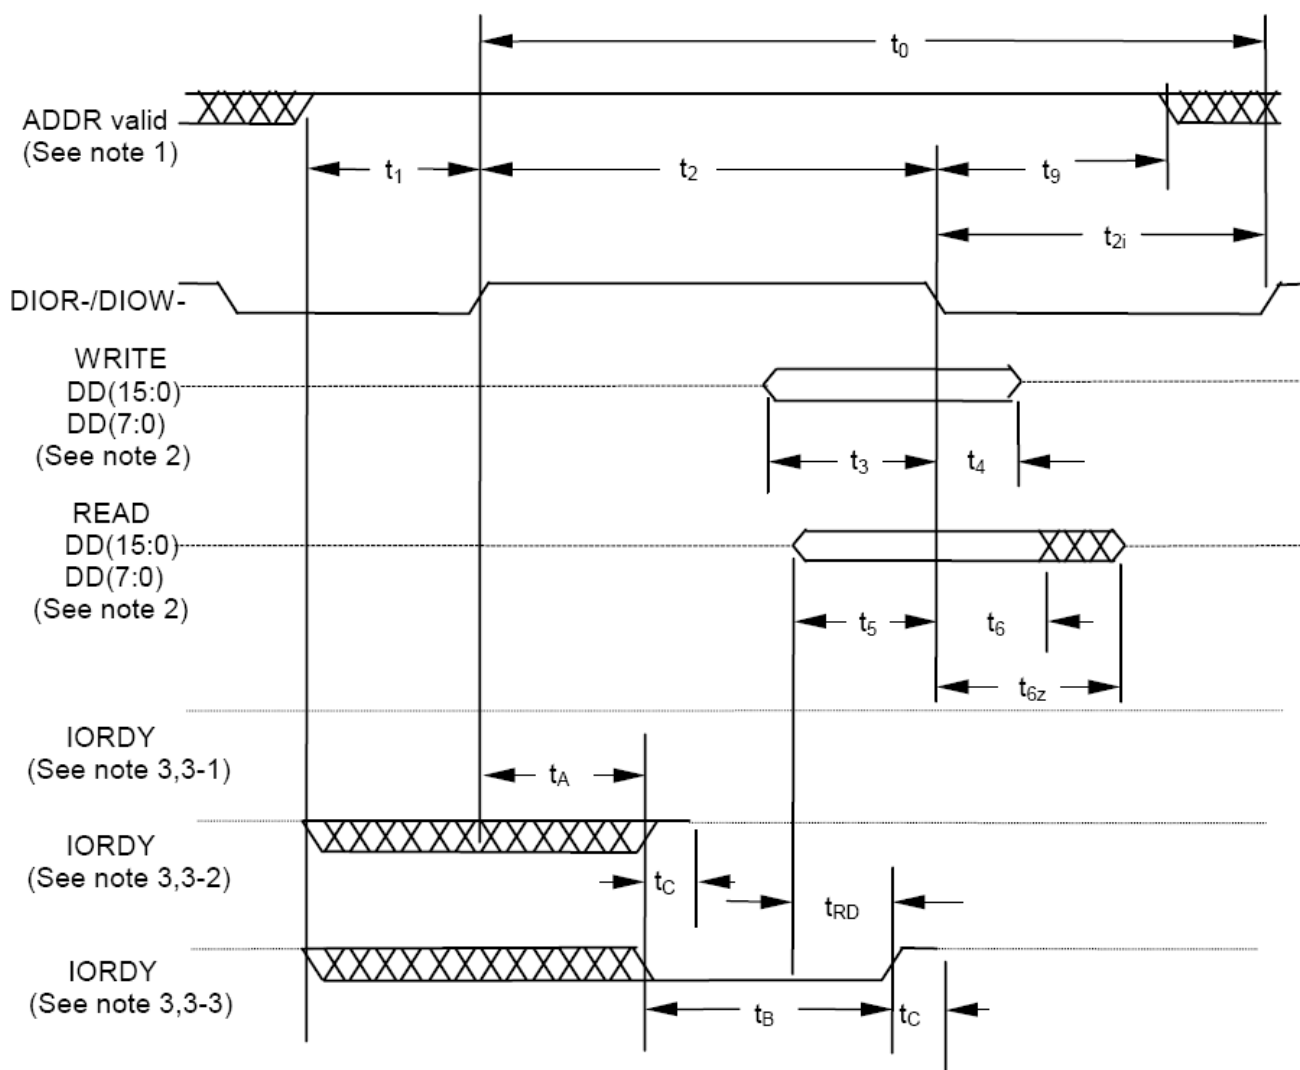 t0
ADDR valid
(See note 1)
t1
t2
t9
t2i
DIOR-/DIOW-
WRITE
DD(15:0)
DD(7:0)
(See note 2)
t3
t4
READ
DD(15:0)
DD(7:0)
(See note 2)
t5
t6
t6z
IORDY
(See note 3,3-1)
tA
IORDY
(See note 3,3-2)
tC
tRD
IORDY
(See note 3,3-3)
tB
tC